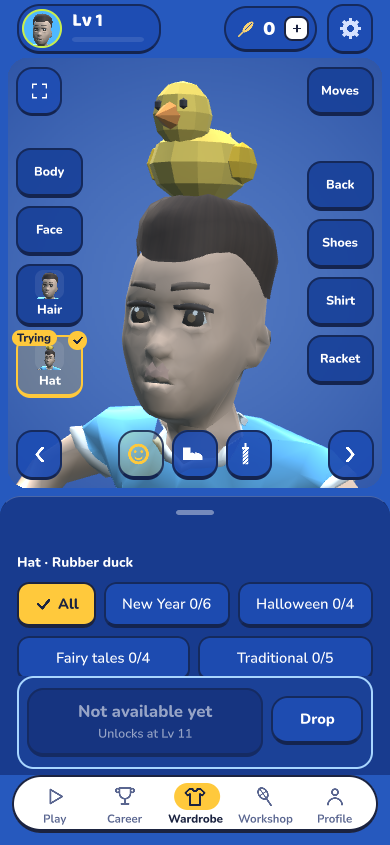 Lv 1
0
+
Moves
Body
Back
Face
Shoes
Hair
Shirt
Trying
Hat
Racket
Hat · Rubber duck
All
New Year 0/6
Halloween 0/4
Fairy tales 0/4
Traditional 0/5
Not available yet
Unlocks at Lv 11
Drop
Play
Career
Wardrobe
Workshop
Profile